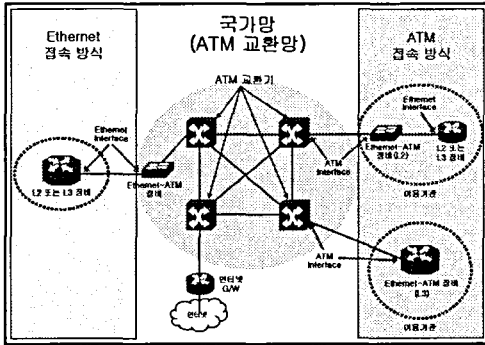 Ethernet
접속 방식
국가망
(ATM 교환망)
ATM
접속 방식
ATM 교환기
Ethernet
Interface
L2 또는 L3 장비
Ethernet-ATM
장비
Ethernet
Interface
ATM
Interface
Ethernet-ATM
장비(L2)
L2 또는
L3 장비
이용기관
ATM
Interface
Ethernet-ATM 장비
(L3)
이용기관
인터넷
G/W
인터넷